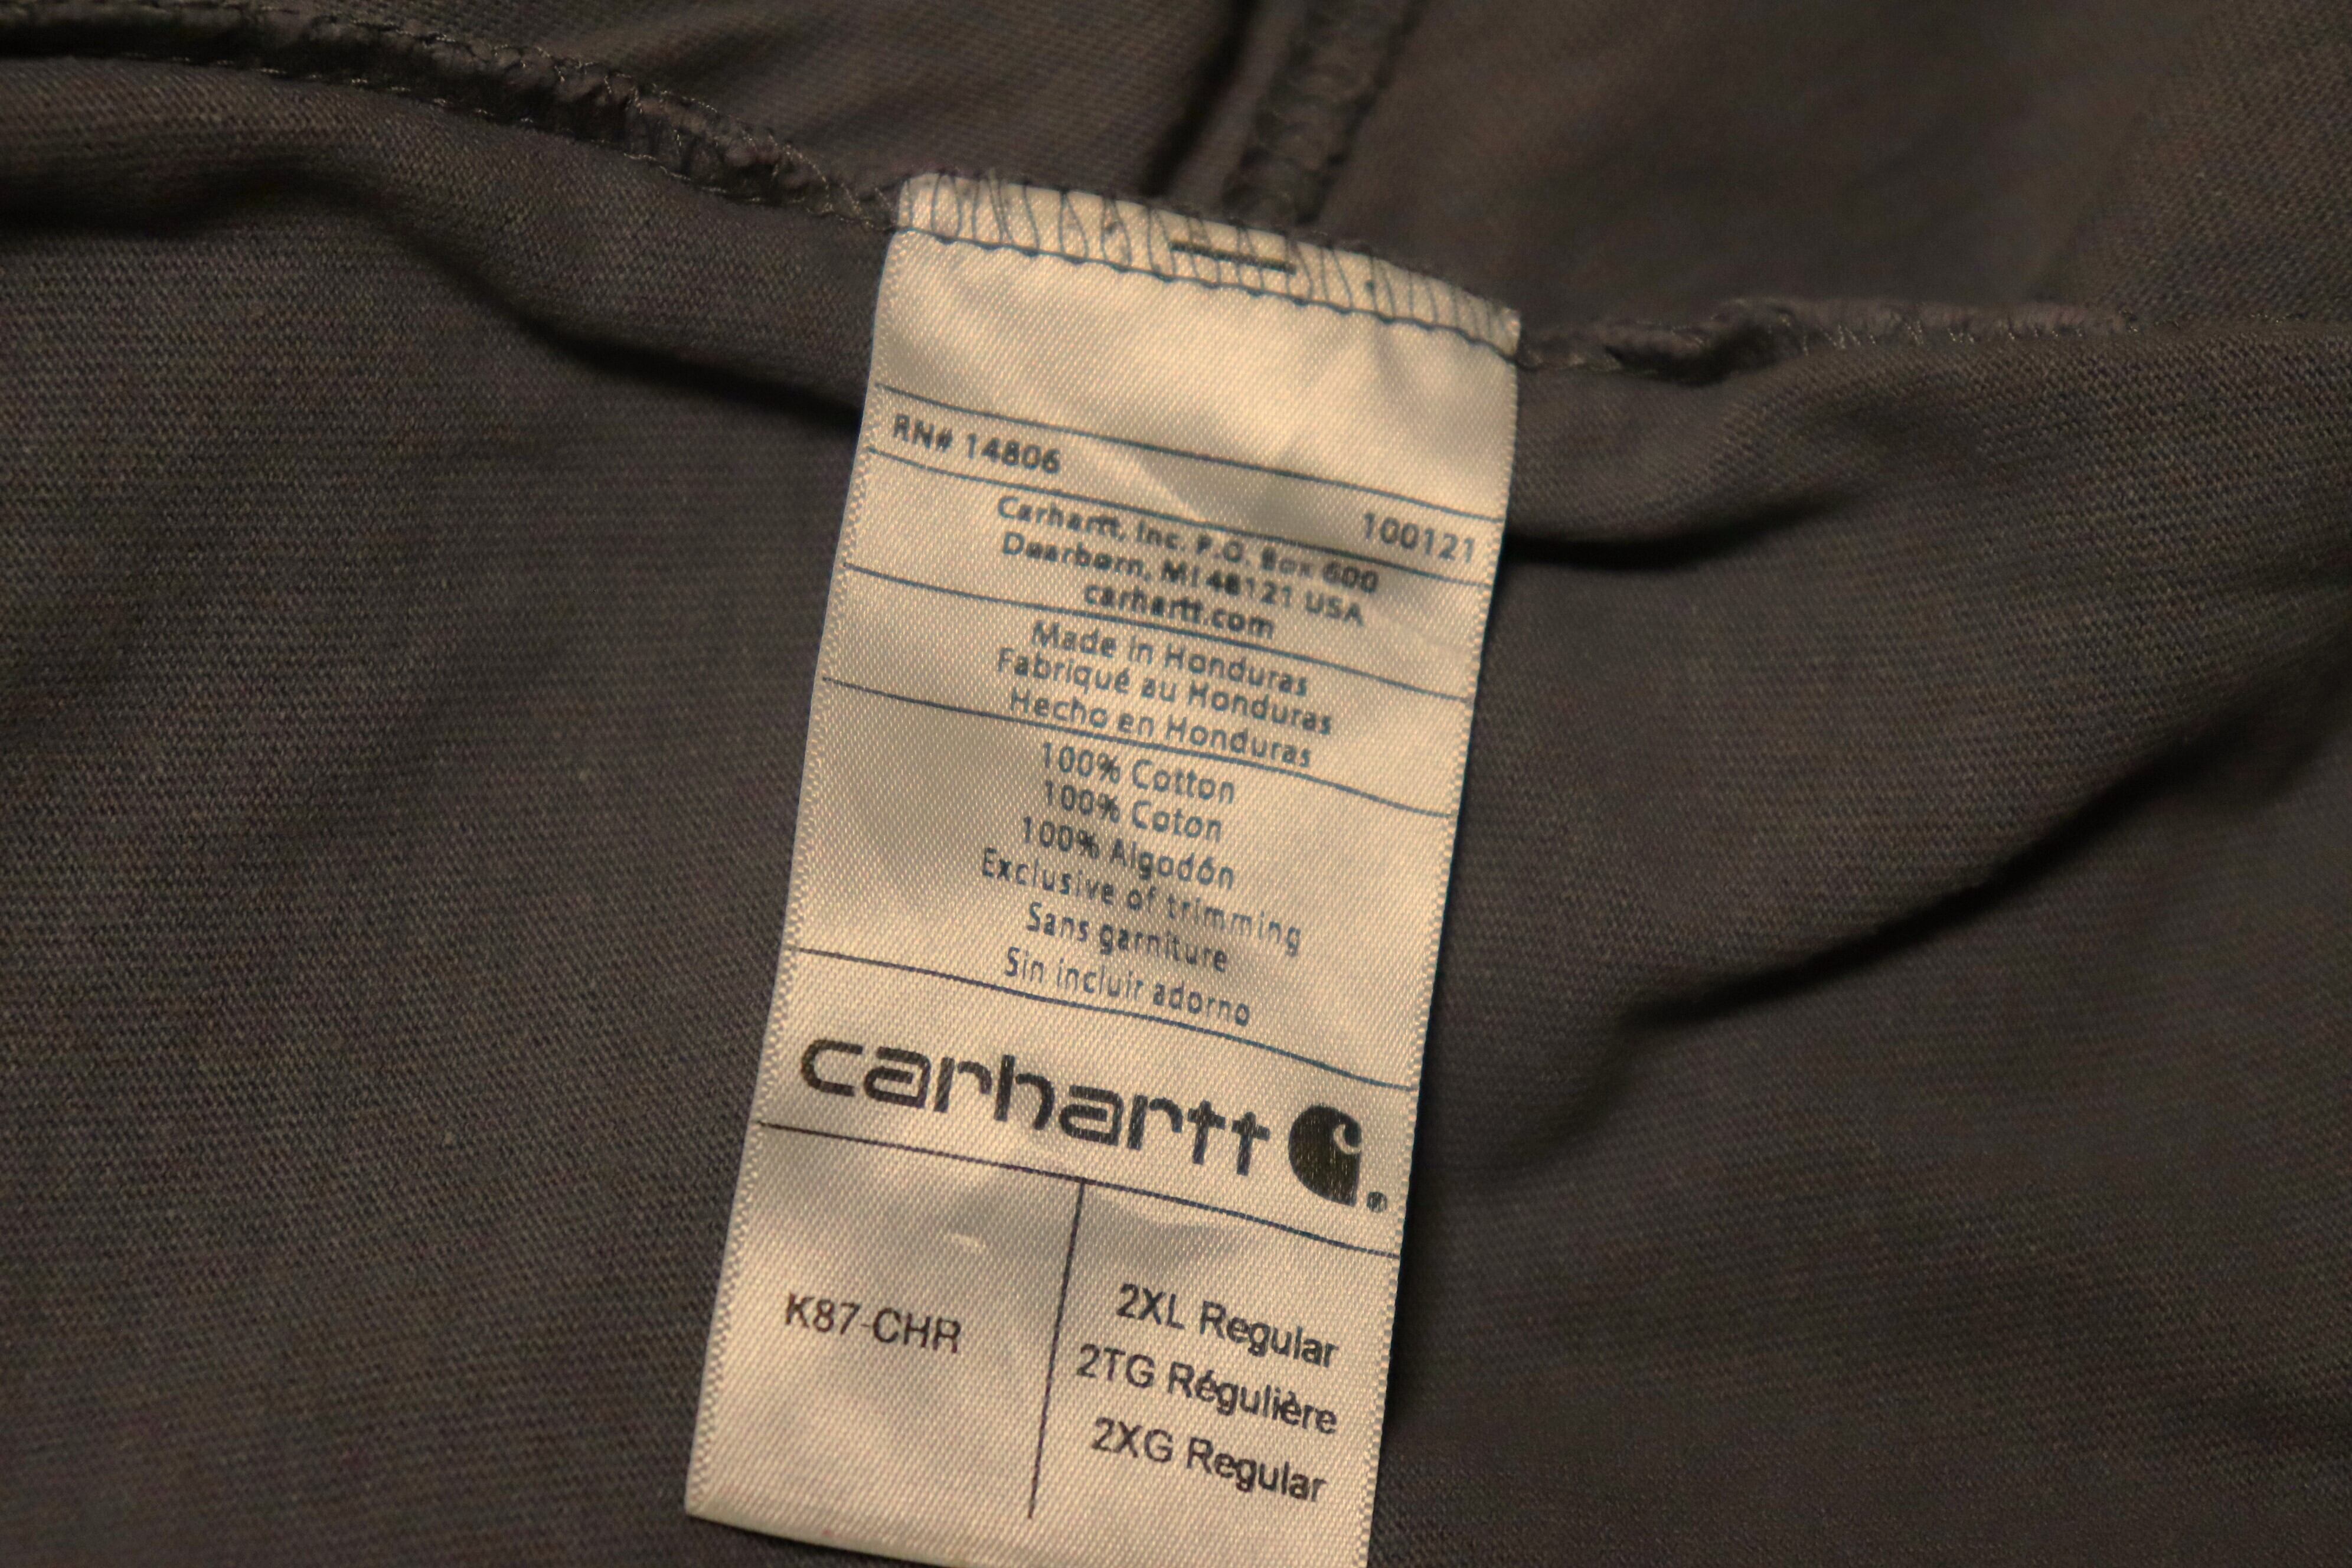 RN# 14806
100121
Carhartt, Inc. P.O. Box 600
Dearborn, MI 48121 USA
carhartt.com
Made in Honduras
Fabriqué au Honduras
Hecho en Honduras
100% Cotton
100% Coton
100% Algodón
Exclusive of trimming
Sans garniture
Sin incluir adorno
carhartt ®
K87-CHR
2XL Regular
2TG Régulière
2XG Regular